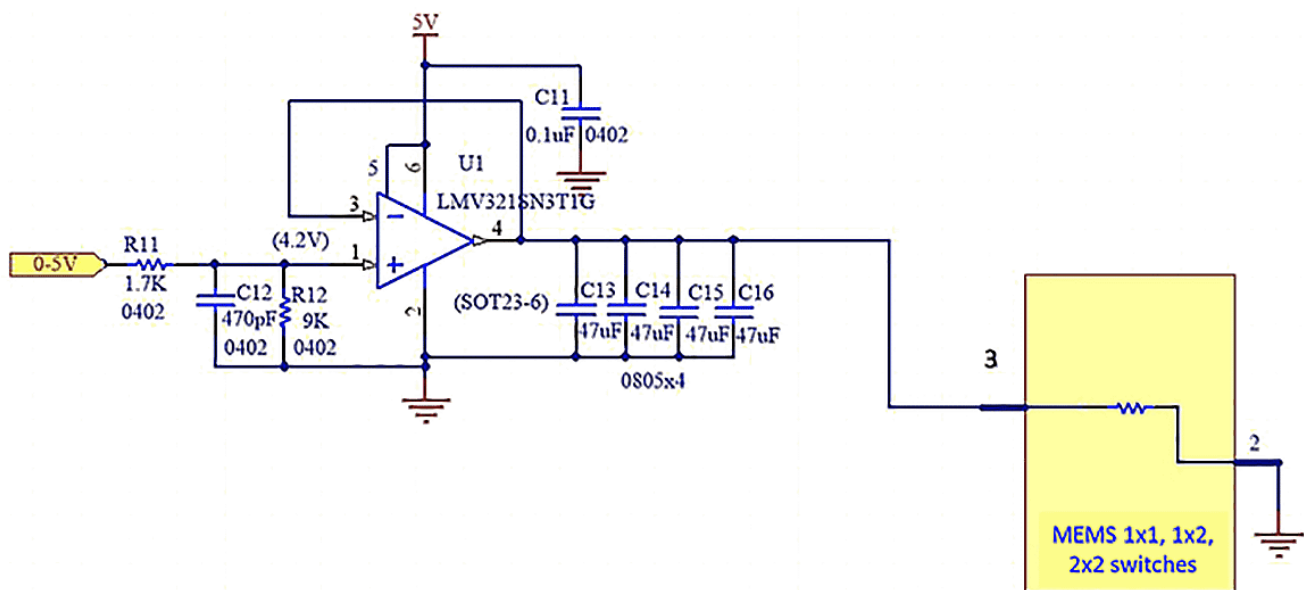 5V
C11
0.1uF 0402
5
6
U1
LMV321SN3T1G
3
4
(4.2V)
1
0-5V
R11
1.7K
0402
C12
470pF
0402
R12
9K
0402
2
(SOT23-6)
C13
47uF
C14
47uF
C15
47uF
C16
47uF
0805x4
3
2
MEMS 1x1, 1x2,
2x2 switches